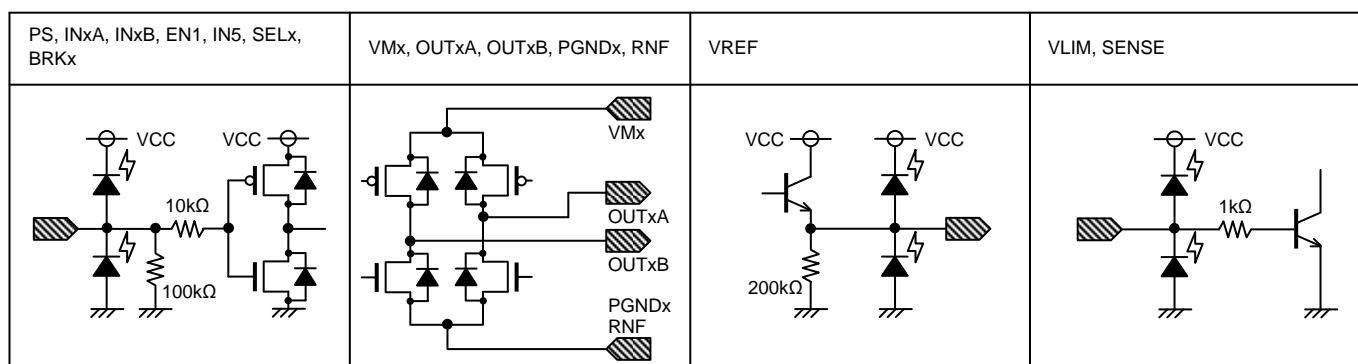 PS, INxA, INxB, EN1, IN5, SELx,
BRKx
VMx, OUTxA, OUTxB, PGNDx, RNF
VREF
VLIM, SENSE
VCC
VCC
10kΩ
100kΩ
VMx
OUTxA
OUTxB
PGNDx
RNF
VCC
VCC
200kΩ
VCC
1kΩ